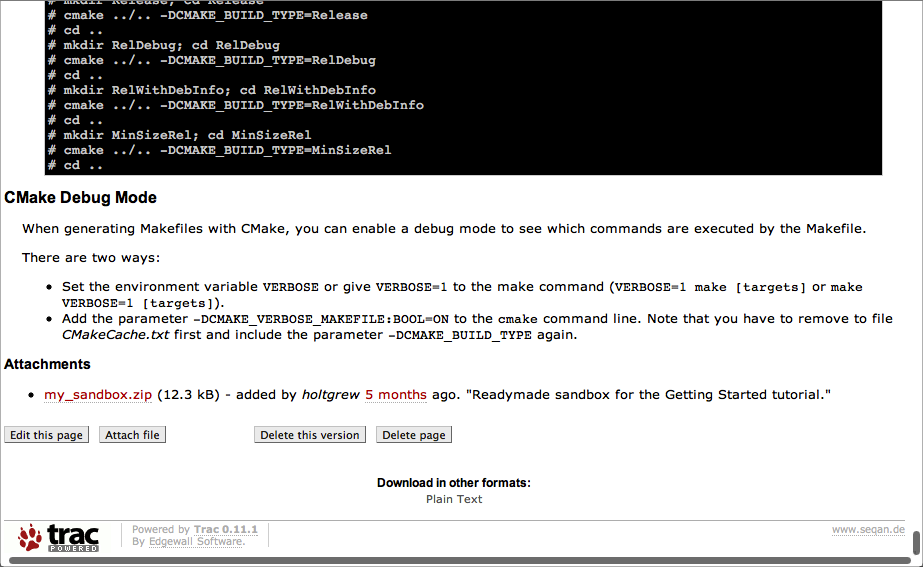 # mkdir Release; cd Release
# cmake ../.. -DCMAKE_BUILD_TYPE=Release
# cd ..
# mkdir RelDebug; cd RelDebug
# cmake ../.. -DCMAKE_BUILD_TYPE=RelDebug
# cd ..
# mkdir RelWithDebInfo; cd RelWithDebInfo
# cmake ../.. -DCMAKE_BUILD_TYPE=RelWithDebInfo
# cd ..
# mkdir MinSizeRel; cd MinSizeRel
# cmake ../.. -DCMAKE_BUILD_TYPE=MinSizeRel
# cd ..
CMake Debug Mode
When generating Makefiles with CMake, you can enable a debug mode to see which commands are executed by the Makefile.
There are two ways:
• Set the environment variable VERBOSE or give VERBOSE=1 to the make command (VERBOSE=1 make [targets] or make
VERBOSE=1 [targets]).
• Add the parameter -DCMAKE_VERBOSE_MAKEFILE:BOOL=ON to the cmake command line. Note that you have to remove to file
CMakeCache.txt first and include the parameter -DCMAKE_BUILD_TYPE again.
Attachments
• my_sandbox.zip (12.3 kB) - added by holtgrew 5 months ago. "Readymade sandbox for the Getting Started tutorial."
Edit this page Attach file Delete this version Delete page
Download in other formats:
Plain Text
trac POWERED
Powered by Trac 0.11.1
By Edgewall Software.
www.seqan.de